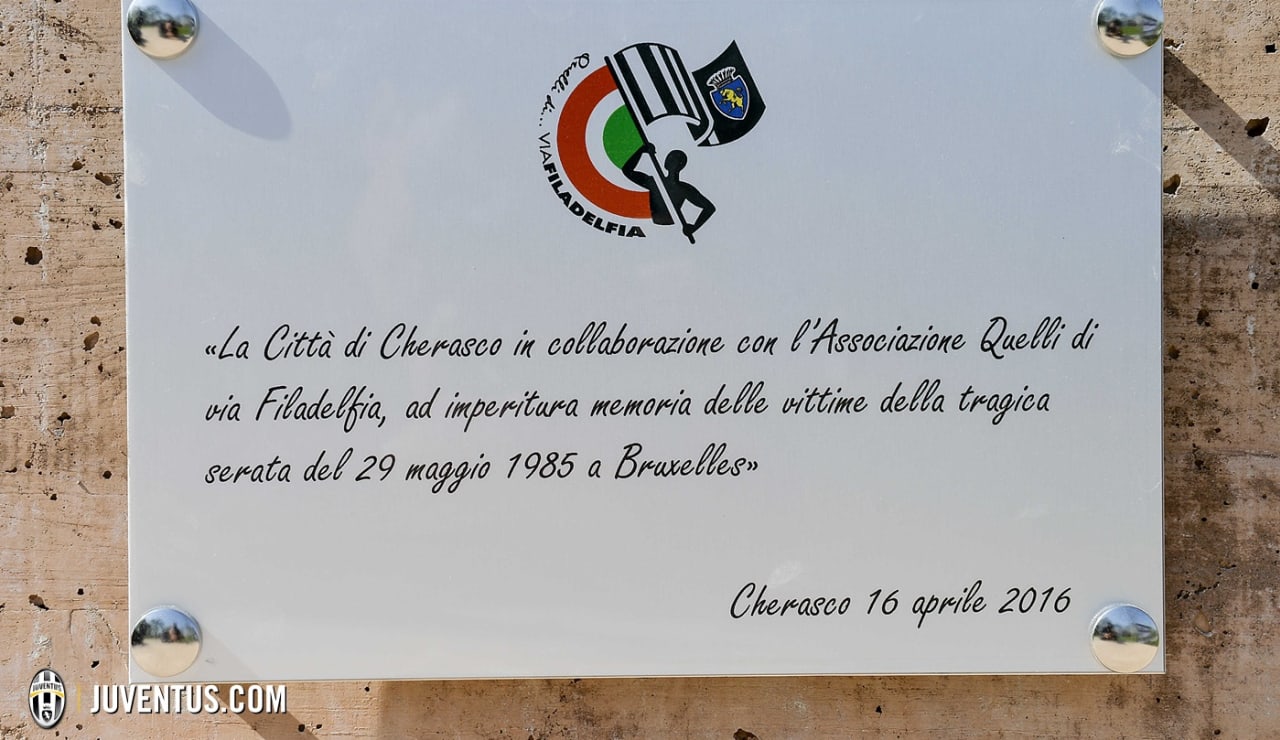 Quelli di... VIAFILADELFIA
«La Città di Cherasco in collaborazione con l'Associazione Quelli di
via Filadelfia, ad imperitura memoria delle vittime della tragica
serata del 29 maggio 1985 a Bruxelles»
Cherasco 16 aprile 2016
JUVENTUS.COM